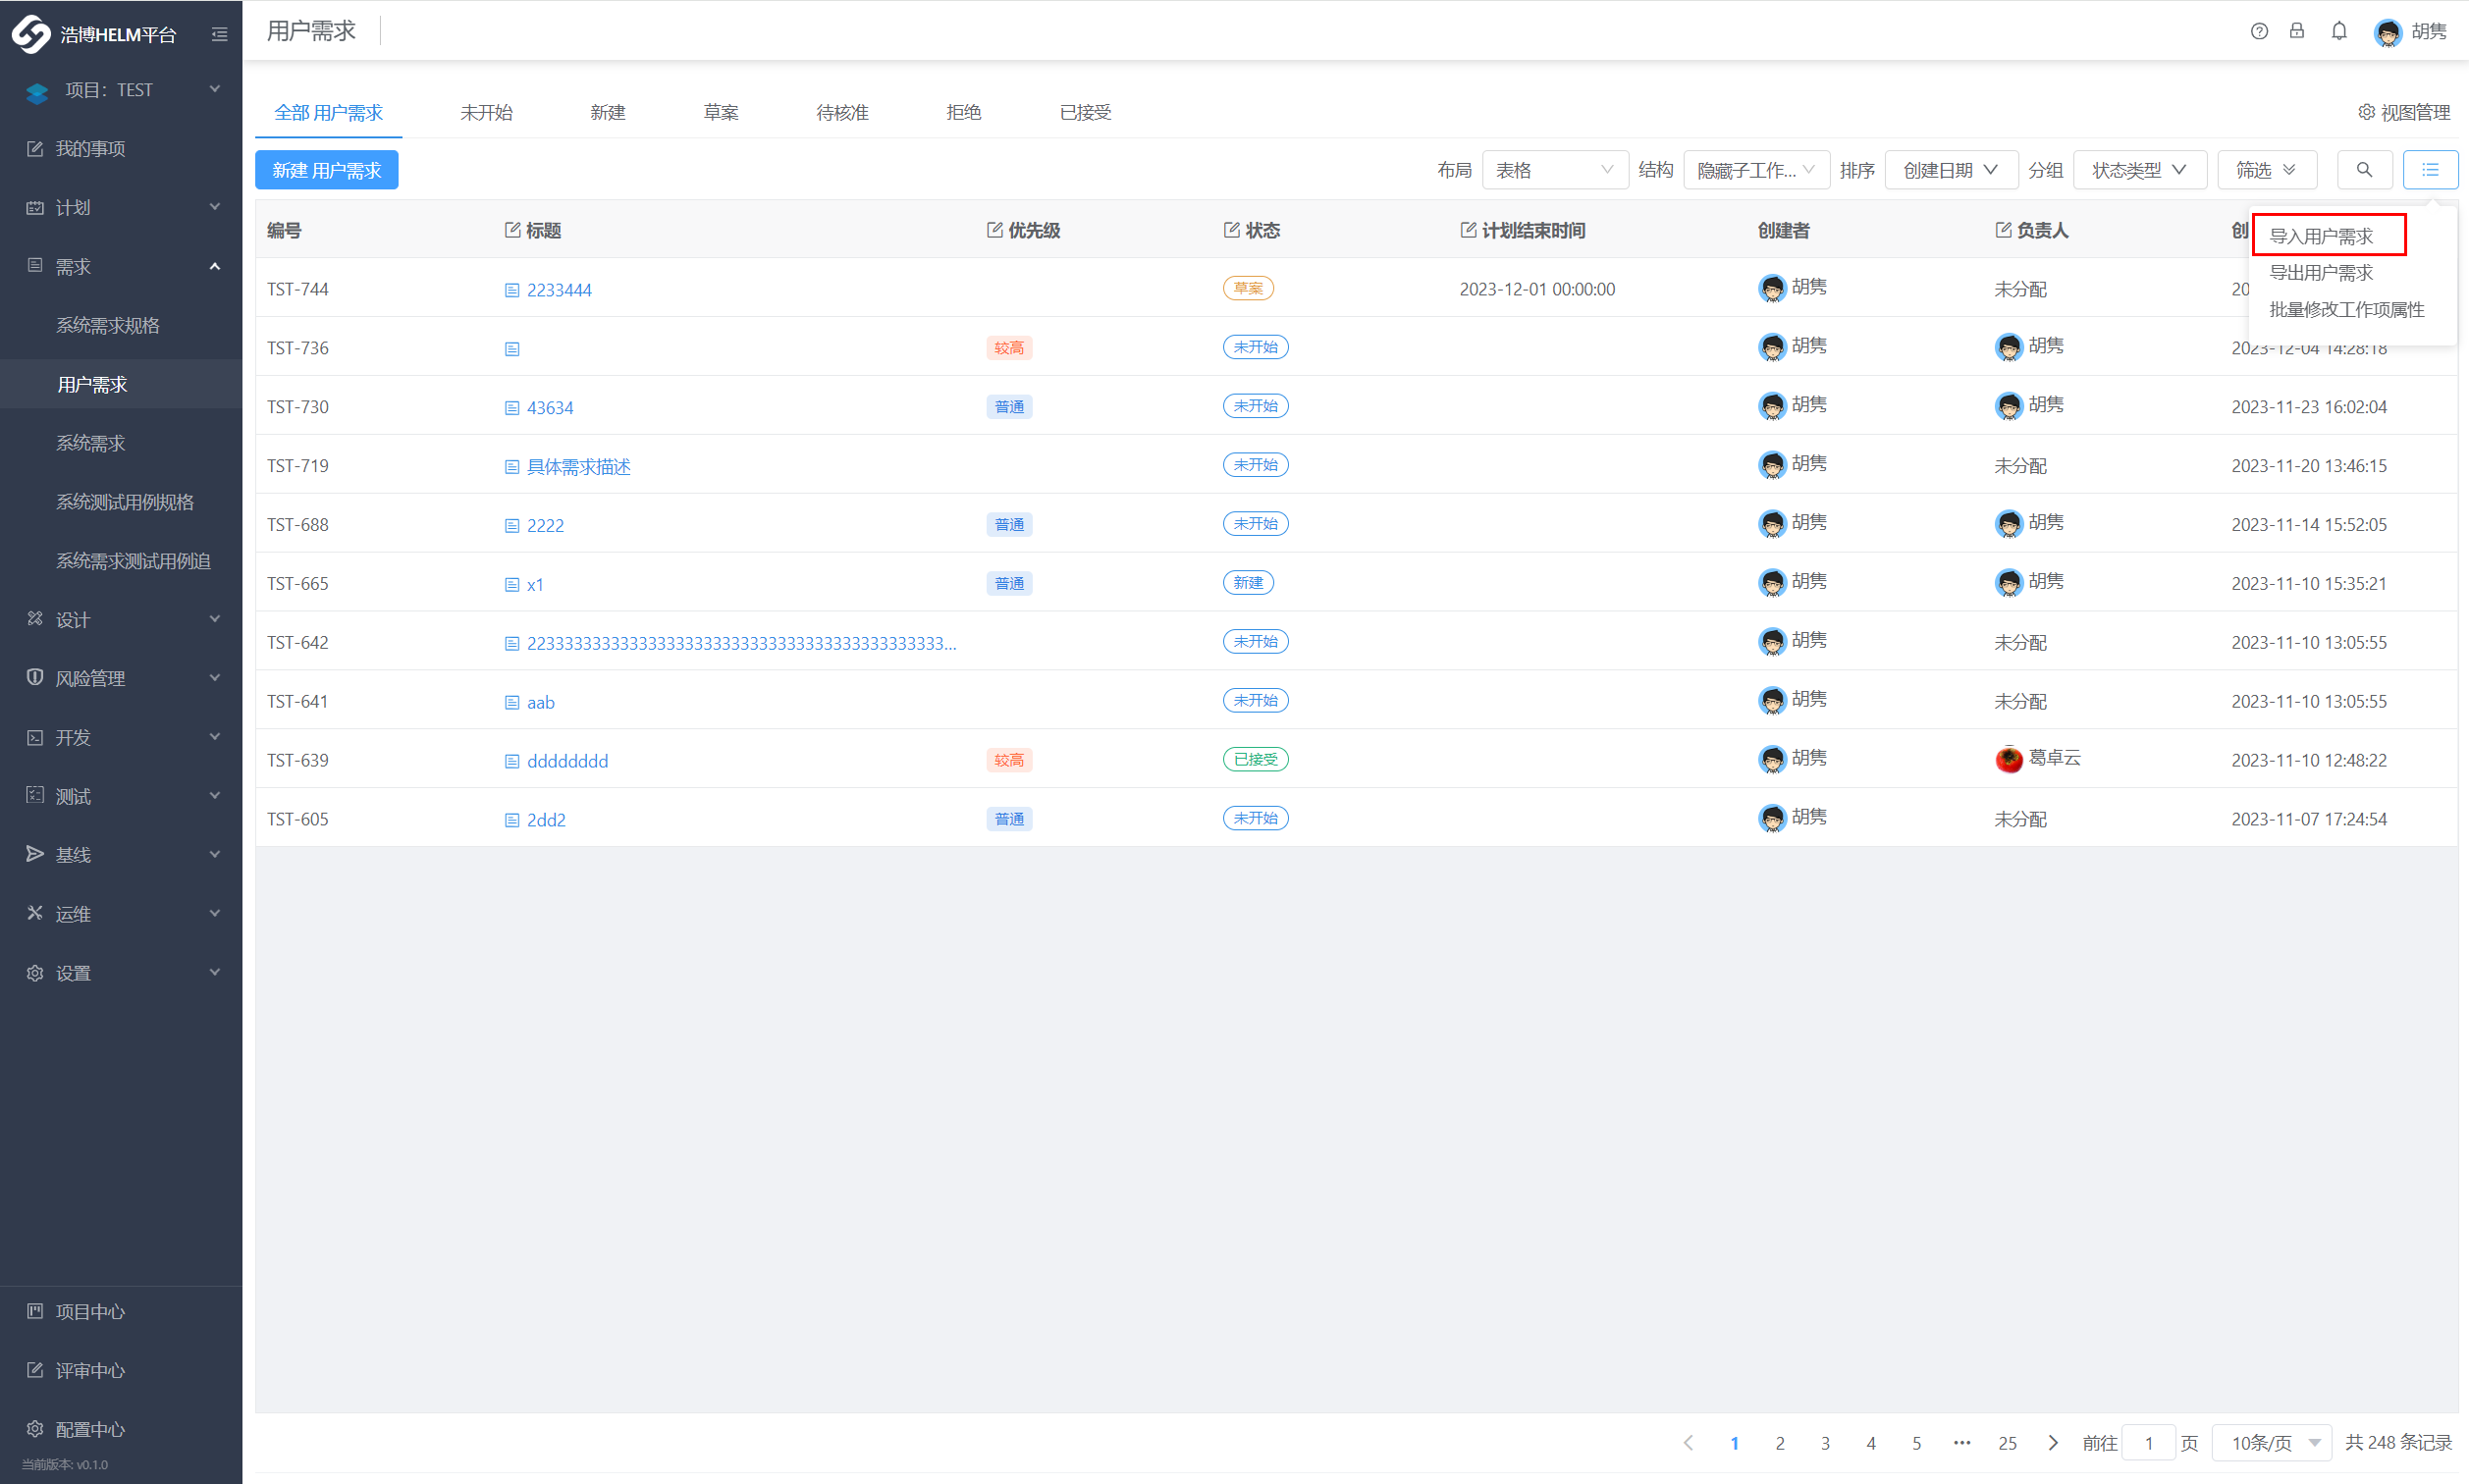 浩博HELM平台
用户需求
胡隽
项目：TEST
我的事项
计划
需求
系统需求规格
用户需求
系统需求
系统测试用例规格
系统需求测试用例追
设计
风险管理
开发
测试
基线
运维
设置
项目中心
评审中心
配置中心
当前版本: v0.1.0
全部 用户需求 未开始 新建 草案 待核准 拒绝 已接受 视图管理
新建 用户需求 布局 表格 结构 隐藏子工作... 排序 创建日期 分组 状态类型 筛选
导入用户需求
导出用户需求
批量修改工作项属性
编号 标题 优先级 状态 计划结束时间 创建者 负责人 创
TST-744 2233444 草案 2023-12-01 00:00:00 胡隽 未分配 20
TST-736 较高 未开始 胡隽 胡隽 2023-12-04 14:28:18
TST-730 43634 普通 未开始 胡隽 胡隽 2023-11-23 16:02:04
TST-719 具体需求描述 未开始 胡隽 未分配 2023-11-20 13:46:15
TST-688 2222 普通 未开始 胡隽 胡隽 2023-11-14 15:52:05
TST-665 x1 普通 新建 胡隽 胡隽 2023-11-10 15:35:21
TST-642 223333333333333333333333333333333333333333... 未开始 胡隽 未分配 2023-11-10 13:05:55
TST-641 aab 未开始 胡隽 未分配 2023-11-10 13:05:55
TST-639 dddddddd 较高 已接受 胡隽 葛卓云 2023-11-10 12:48:22
TST-605 2dd2 普通 未开始 胡隽 未分配 2023-11-07 17:24:54
1 2 3 4 5 ••• 25 前往 1 页 10条/页 共 248 条记录